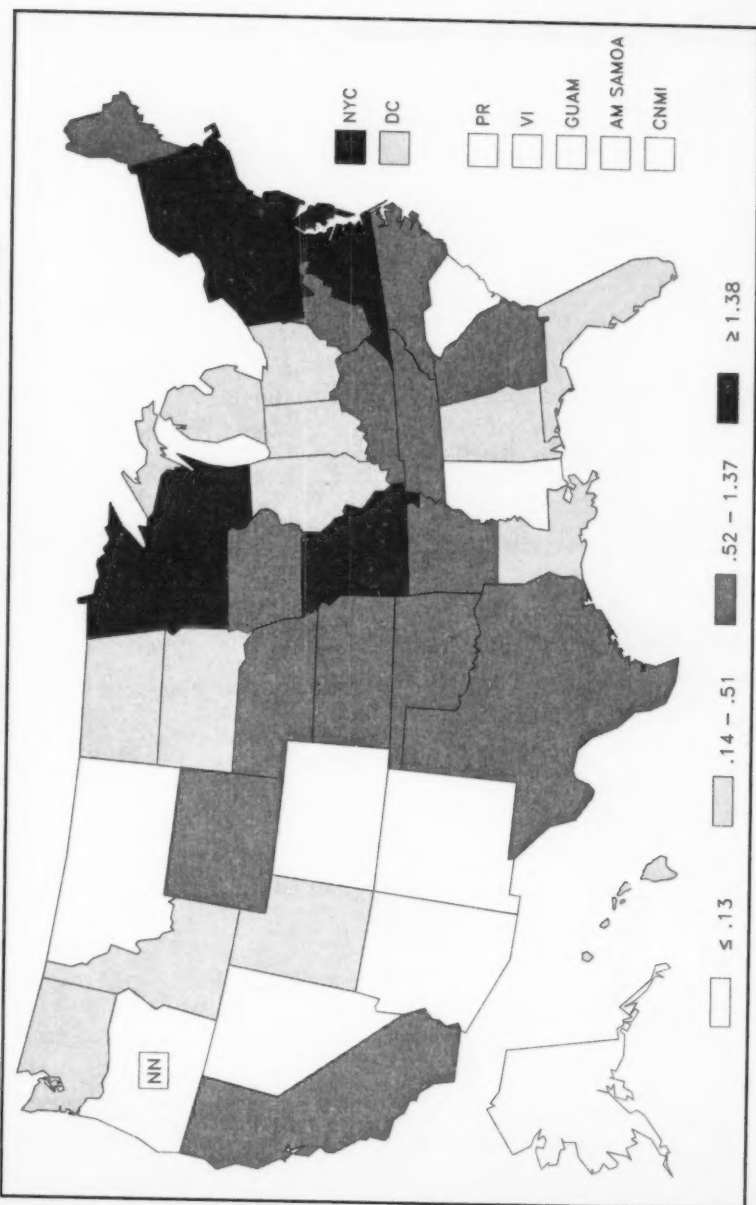 NN
NYC
DC
PR
VI
GUAM
AM SAMOA
CNMI
≤ .13
.14 – .51
.52 – 1.37
≥ 1.38